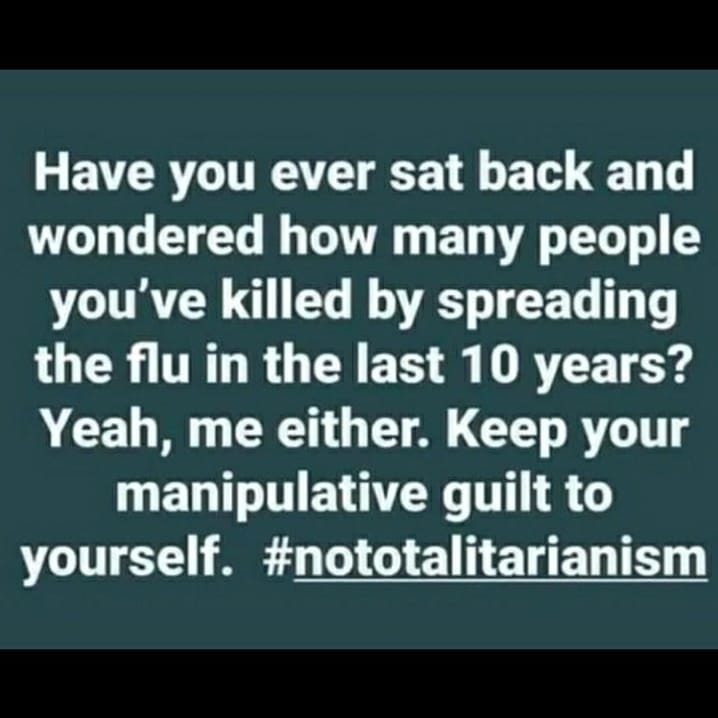 Have you ever sat back and
wondered how many people
you've killed by spreading
the flu in the last 10 years?
Yeah, me either. Keep your
manipulative guilt to
yourself.  #nototalitarianism